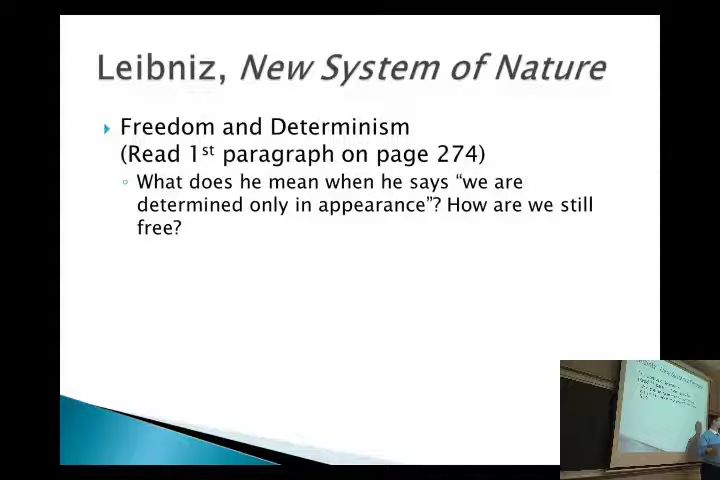 Leibniz, New System of Nature
Freedom and Determinism
(Read 1st paragraph on page 274)
What does he mean when he says “we are
determined only in appearance”? How are we still
free?